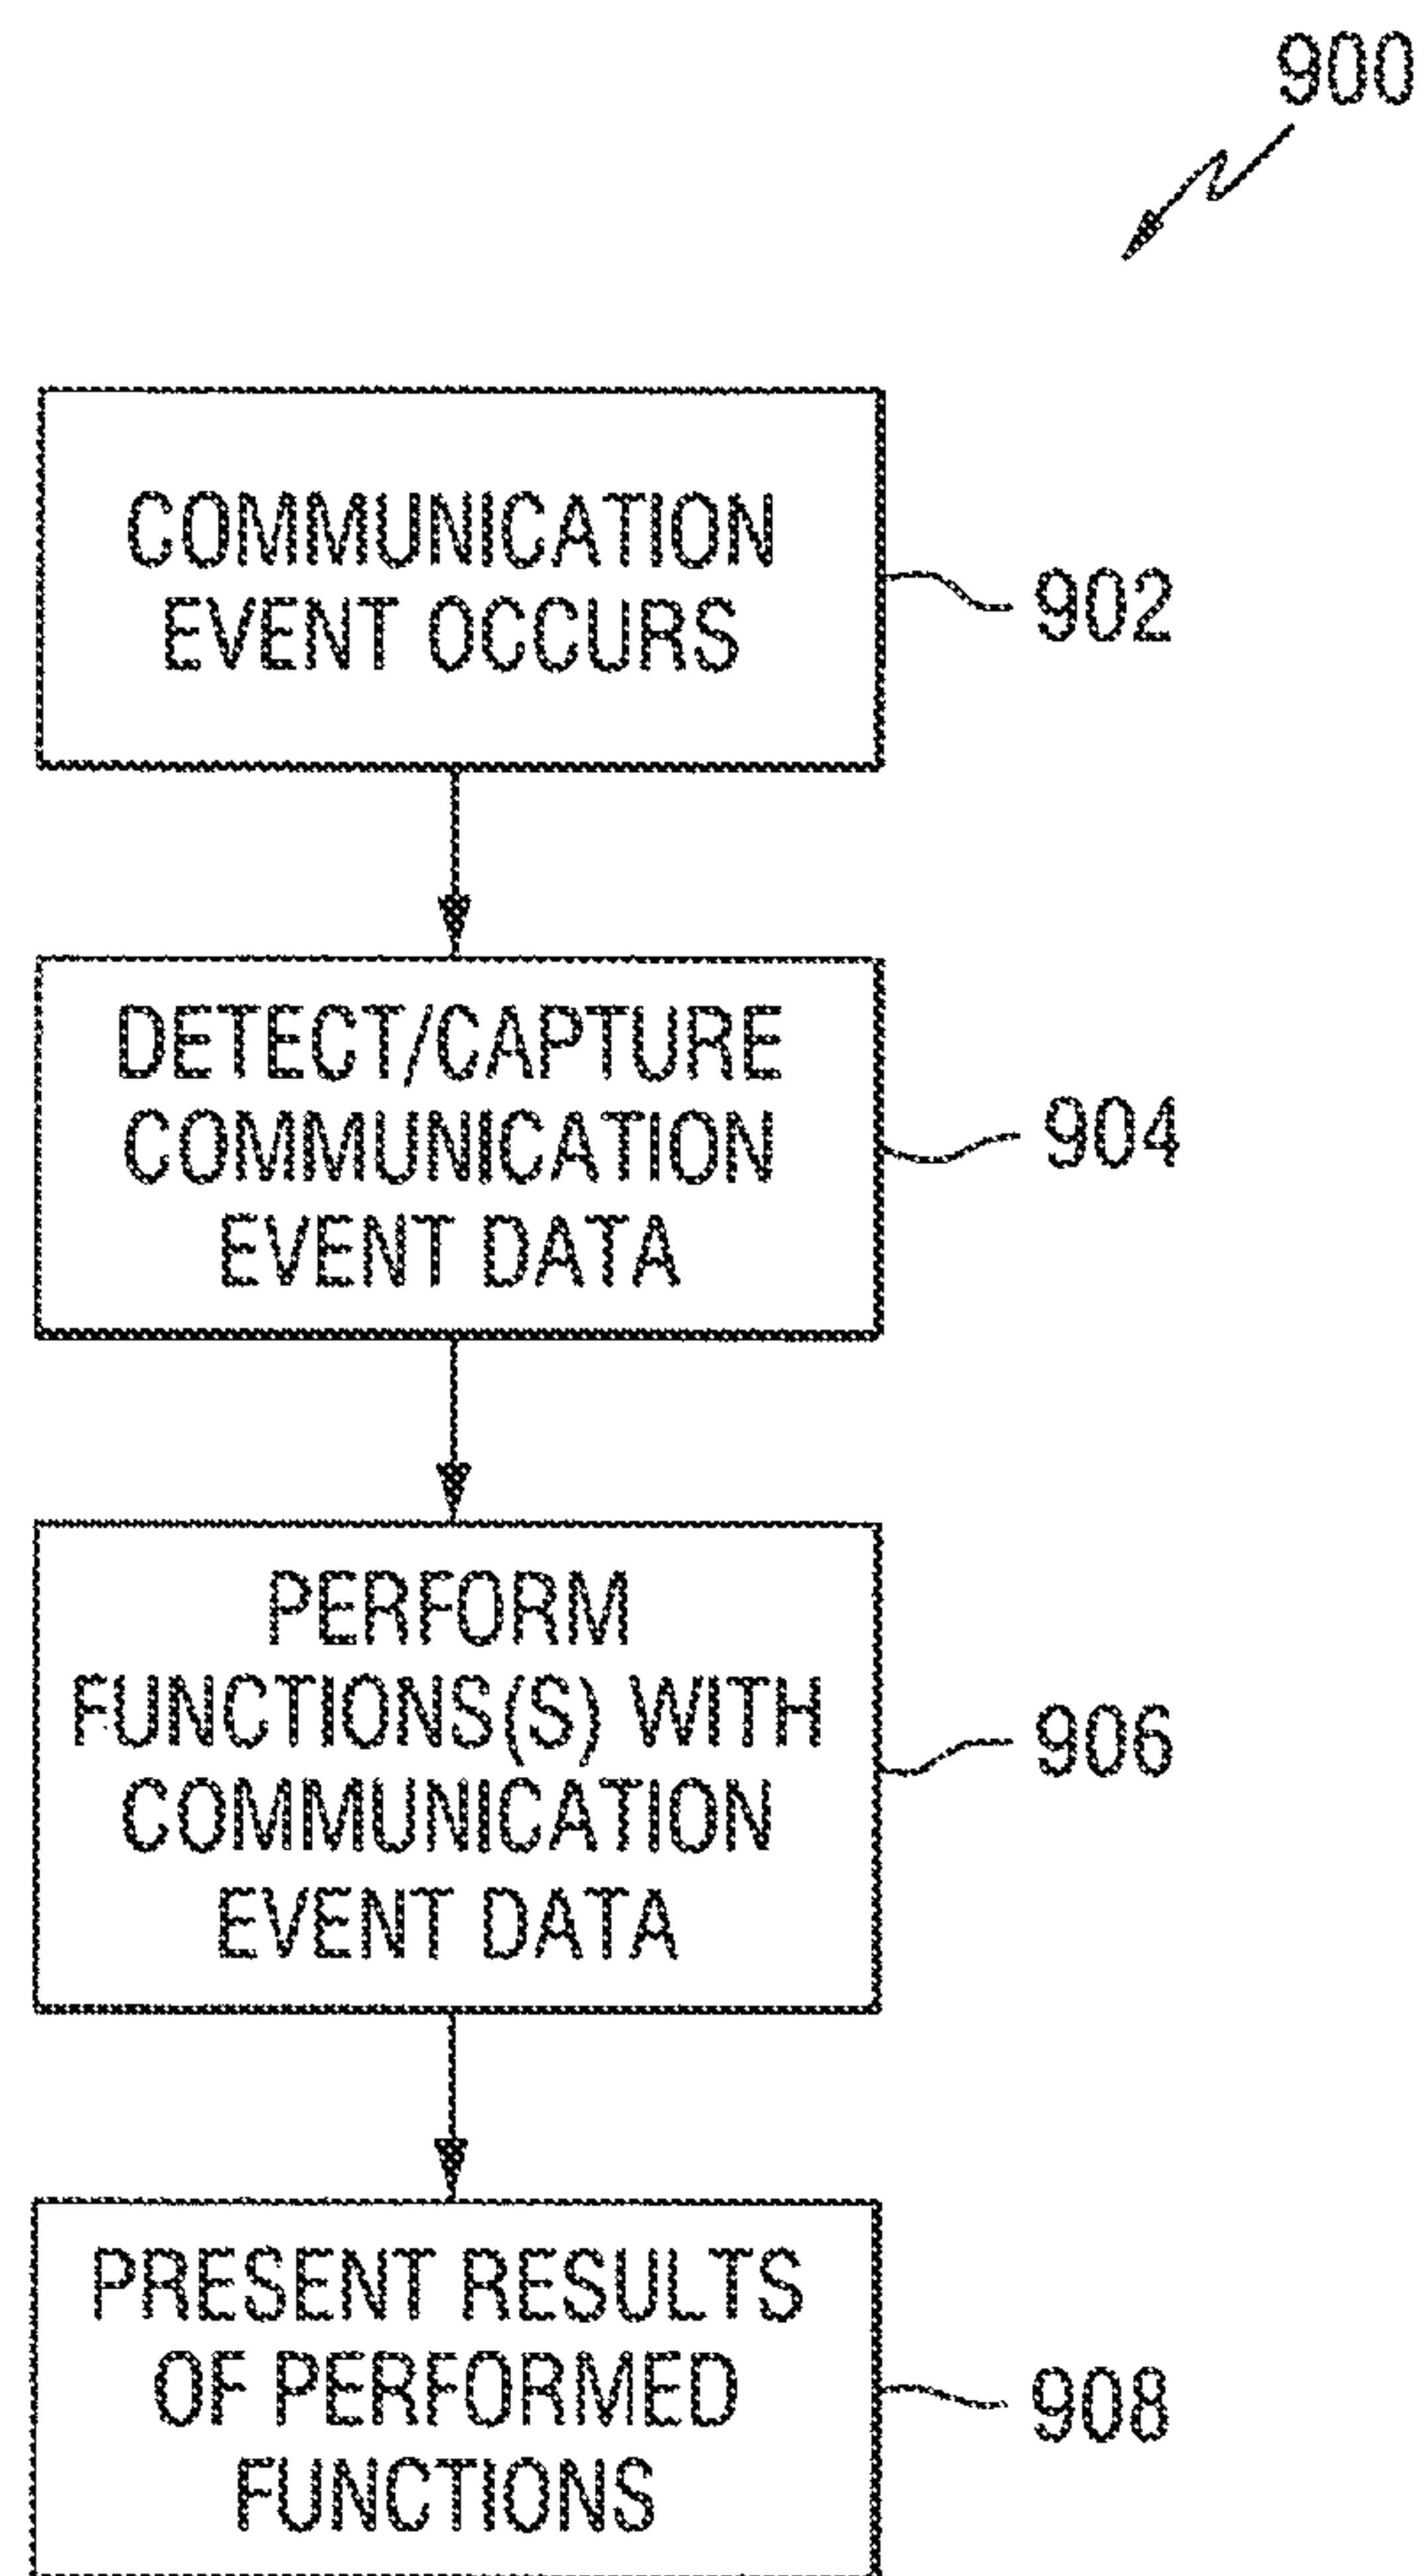 900
COMMUNICATION
EVENT OCCURS
902
DETECT/CAPTURE
COMMUNICATION
EVENT DATA
904
PERFORM
FUNCTIONS(S) WITH
COMMUNICATION
EVENT DATA
906
PRESENT RESULTS
OF PERFORMED
FUNCTIONS
908